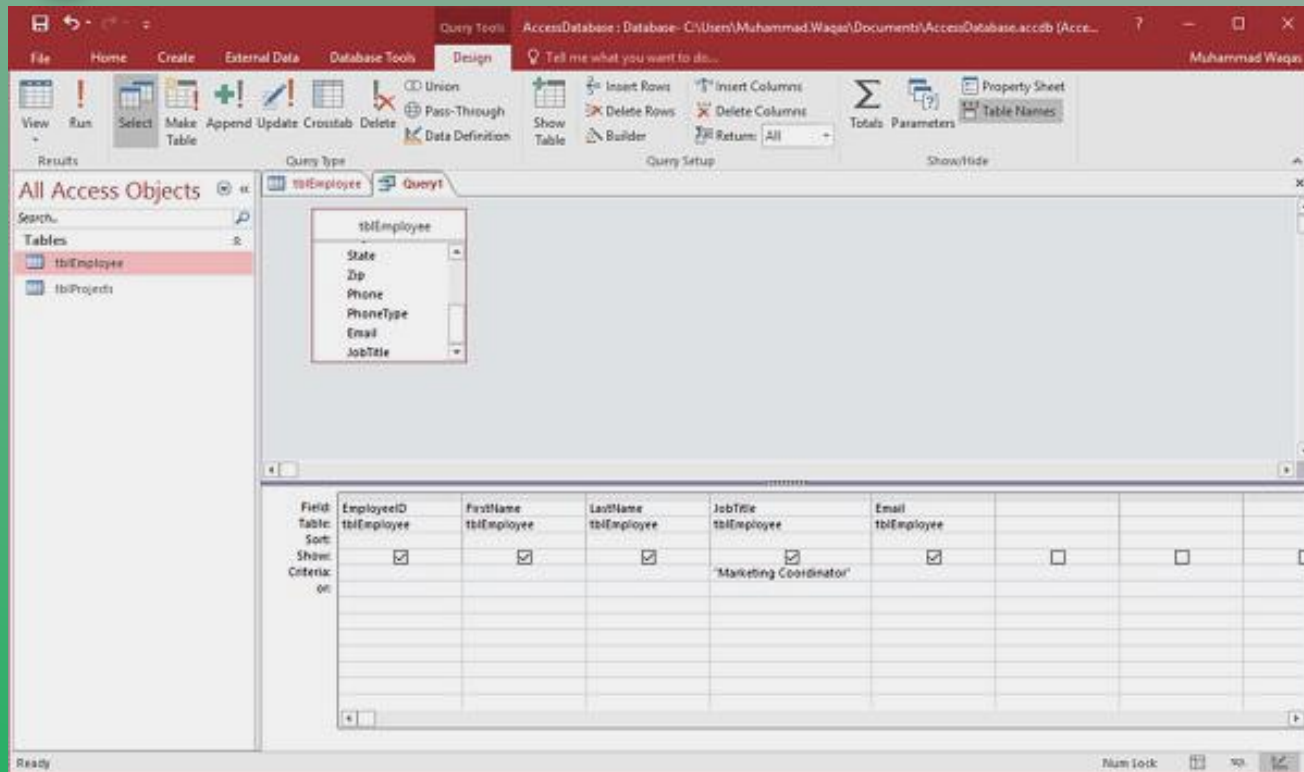 Query Tools AccessDatabase : Database- C:\Users\Muhammad.Waqas\Documents\AccessDatabase.accdb (Acce... ?
File Home Create External Data Database Tools Design Tell me what you want to do... Muhammad Waqas
View Run Select Make Table Append Update Crosstab Delete
Union
Pass-Through
Data Definition
Show Table
Insert Rows
Delete Rows
Builder
Insert Columns
Delete Columns
Return: All
Totals Parameters
Property Sheet
Table Names
Results Query Type Query Setup Show/Hide
All Access Objects
Search...
Tables
tblEmployee
tblProjects
tblEmployee Query1
tblEmployee
State
Zip
Phone
PhoneType
Email
JobTitle
Field: EmployeeID FirstName LastName JobTitle Email
Table: tblEmployee tblEmployee tblEmployee tblEmployee tblEmployee
Sort:
Show:
Criteria: "Marketing Coordinator"
or:
Ready Num Lock SQL